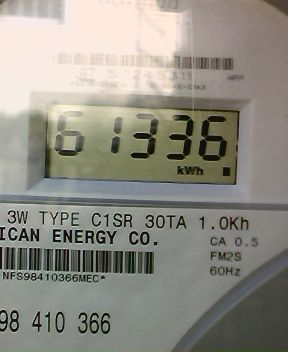 61336
kWh
3W TYPE C1SR 30TA 1.0Kh
ICAN ENERGY CO.
CA 0.5
FM2S
60Hz
NFS98410366MEC*
98 410 366